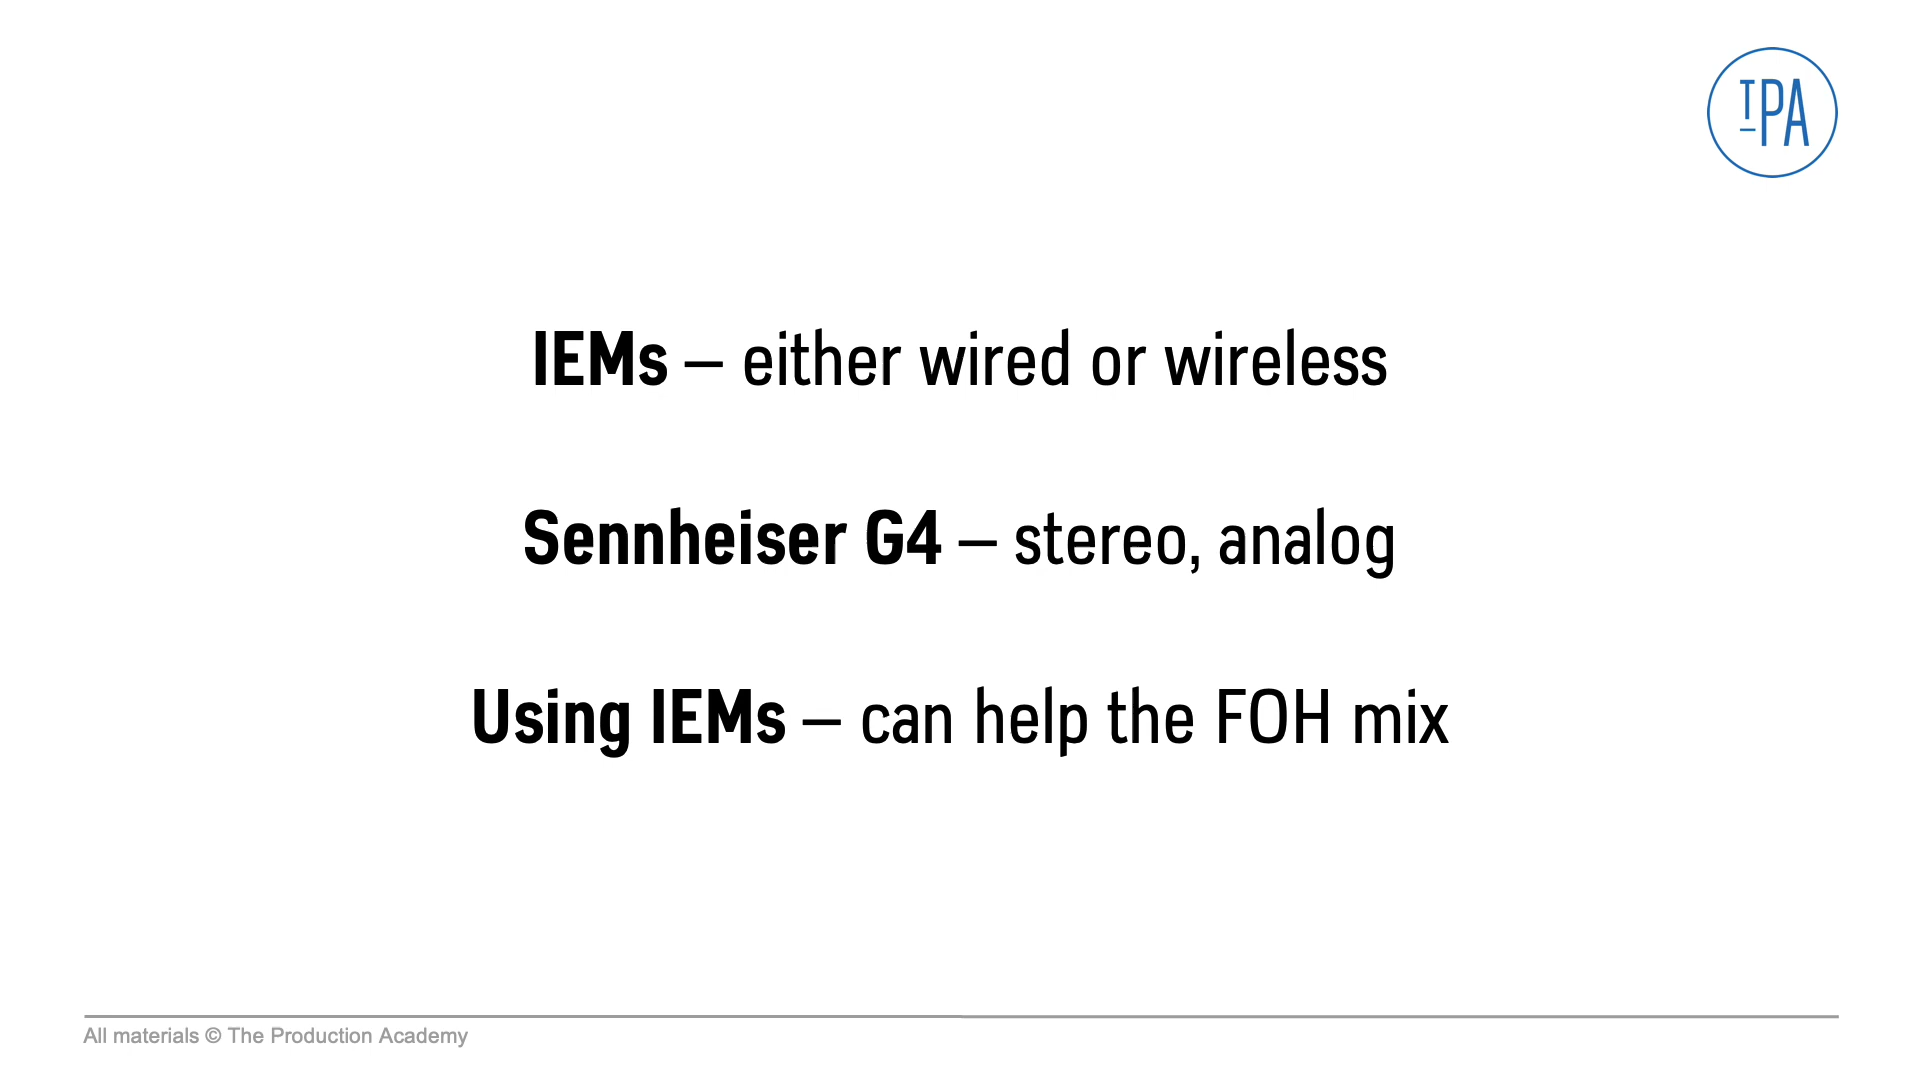 TPA
IEMs – either wired or wireless
Sennheiser G4 – stereo, analog
Using IEMs – can help the FOH mix
All materials © The Production Academy